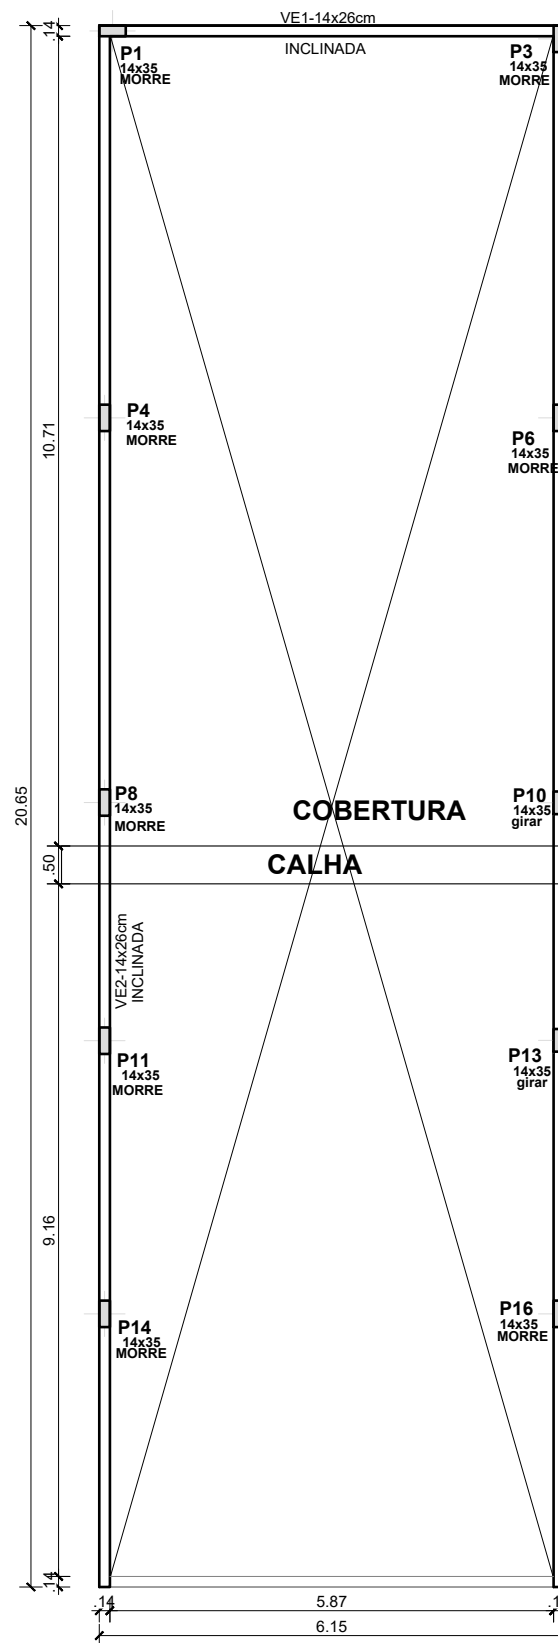 VE1-14x26cm
INCLINADA
.14
P1
14x35
MORRE
P3
14x35
MORRE
P4
14x35
MORRE
P6
14x35
MORRE
10.71
20.65
P8
14x35
MORRE
COBERTURA
P10
14x35
girar
.50
CALHA
VE2-14x26cm
INCLINADA
P11
14x35
MORRE
P13
14x35
girar
9.16
P14
14x35
MORRE
P16
14x35
MORRE
.14
.14
5.87
6.15